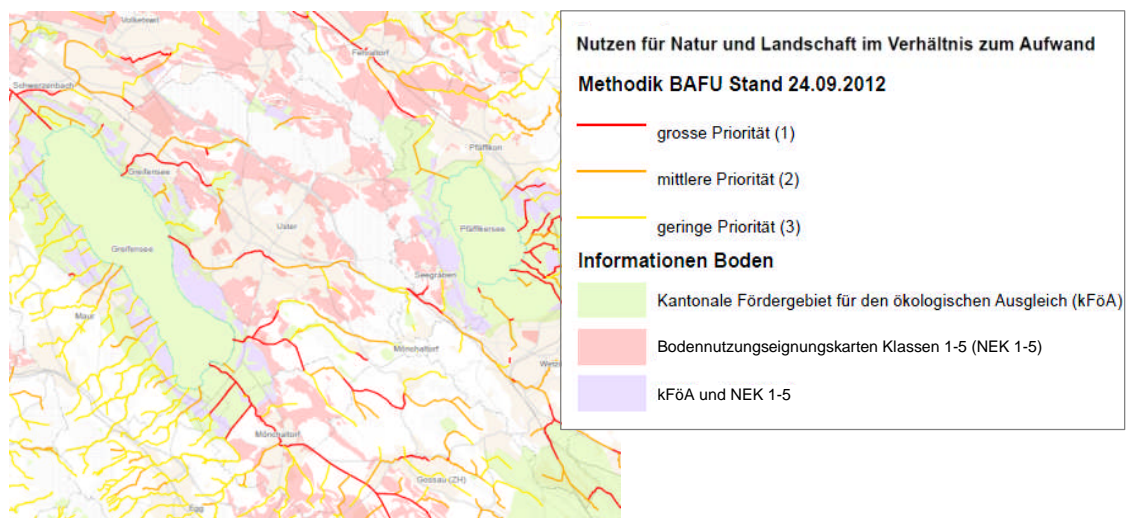 Volketswil
Fehraltorf
Schwerzenbach
Pfäffikon
Greifensee
Uster
Pfäffikersee
Greifensee
Seegräben
Maur
Mönchaltorf
Mönchaltorf
Gossau (ZH)
Egg
Nutzen für Natur und Landschaft im Verhältnis zum Aufwand
Methodik BAFU Stand 24.09.2012
grosse Priorität (1)
mittlere Priorität (2)
geringe Priorität (3)
Informationen Boden
Kantonale Fördergebiet für den ökologischen Ausgleich (kFöA)
Bodennutzungseignungskarten Klassen 1-5 (NEK 1-5)
kFöA und NEK 1-5